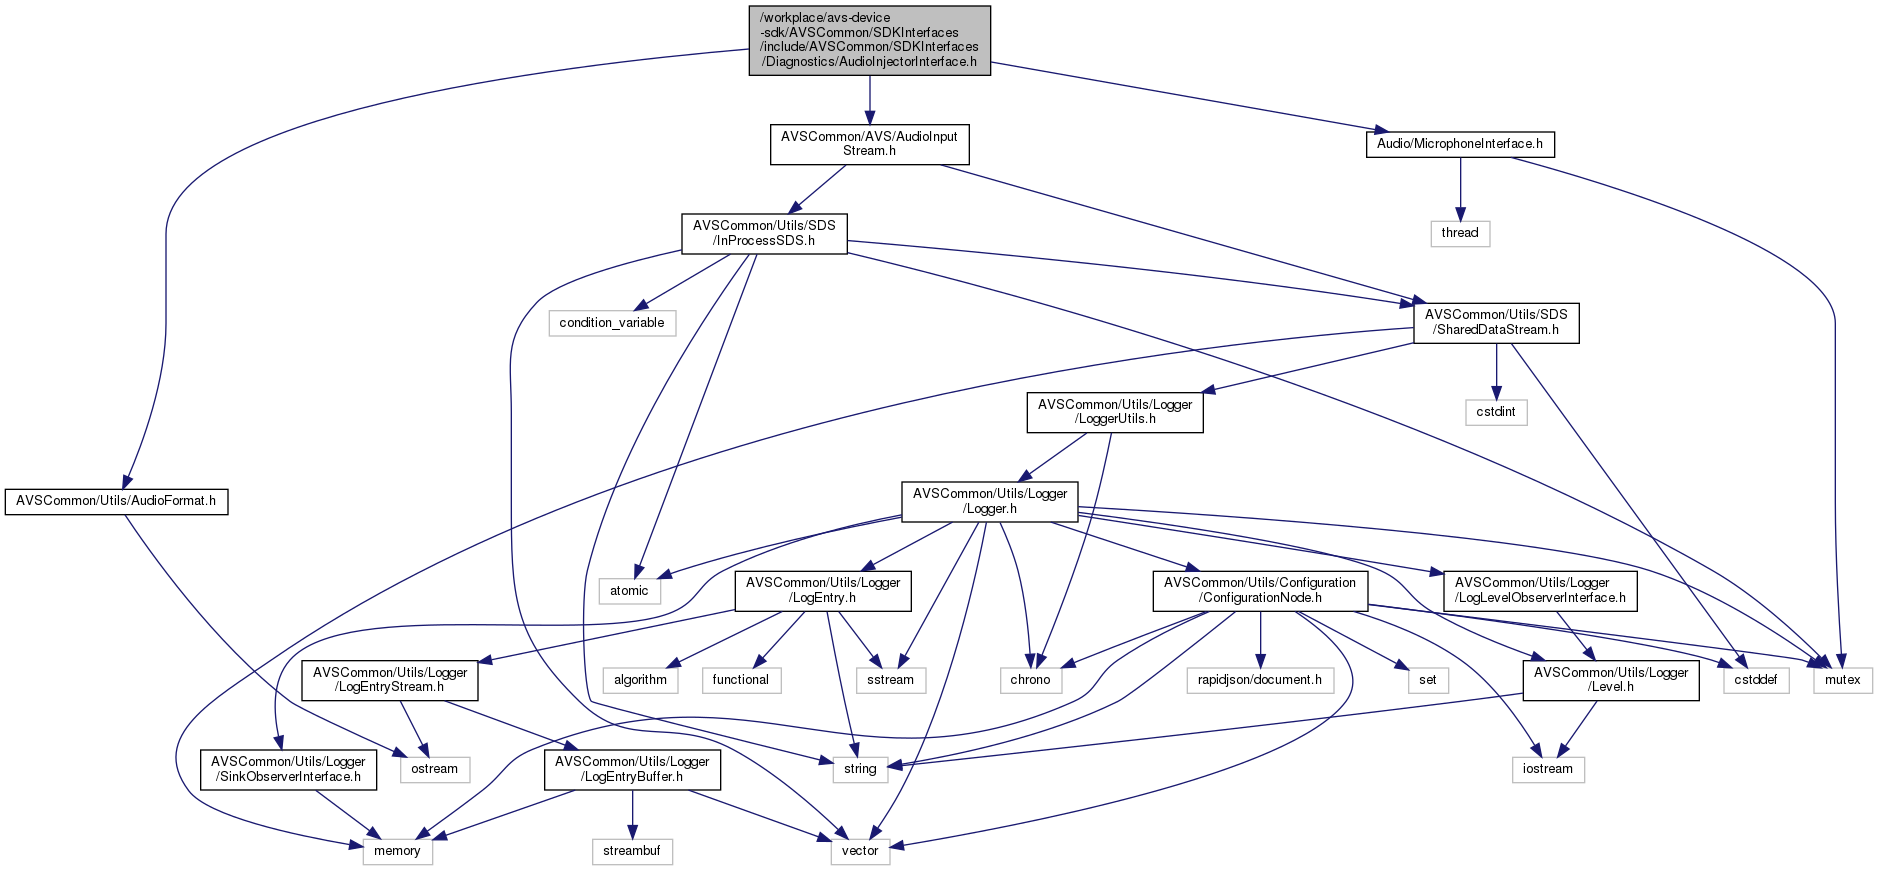 /workplace/avs-device
-sdk/AVSCommon/SDKInterfaces
/include/AVSCommon/SDKInterfaces
/Diagnostics/AudioInjectorInterface.h
AVSCommon/AVS/AudioInput
Stream.h
Audio/MicrophoneInterface.h
AVSCommon/Utils/SDS
/InProcessSDS.h
thread
condition_variable
AVSCommon/Utils/SDS
/SharedDataStream.h
AVSCommon/Utils/Logger
/LoggerUtils.h
cstdint
AVSCommon/Utils/AudioFormat.h
AVSCommon/Utils/Logger
/Logger.h
atomic
AVSCommon/Utils/Logger
/LogEntry.h
AVSCommon/Utils/Configuration
/ConfigurationNode.h
AVSCommon/Utils/Logger
/LogLevelObserverInterface.h
AVSCommon/Utils/Logger
/LogEntryStream.h
algorithm
functional
sstream
chrono
rapidjson/document.h
set
AVSCommon/Utils/Logger
/Level.h
cstddef
mutex
AVSCommon/Utils/Logger
/SinkObserverInterface.h
ostream
AVSCommon/Utils/Logger
/LogEntryBuffer.h
string
iostream
memory
streambuf
vector